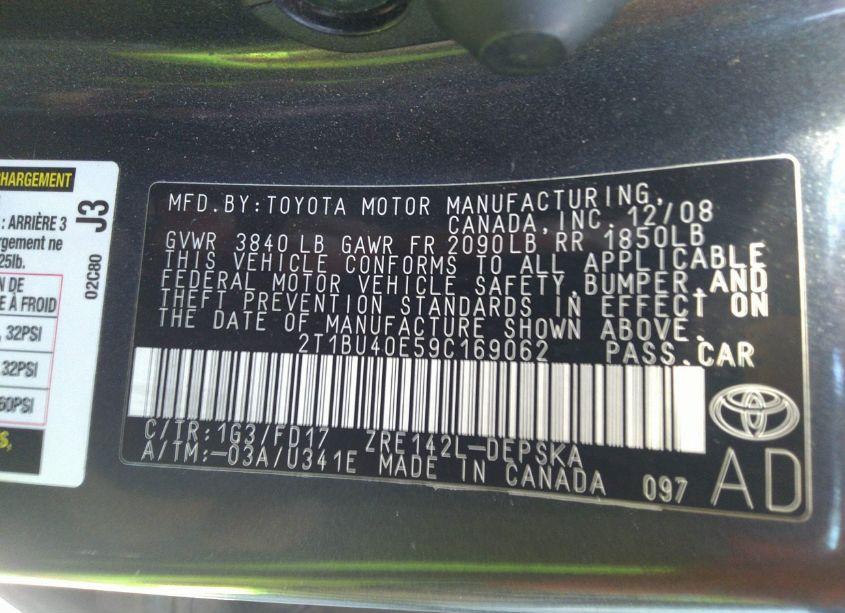 CHARGEMENT
: ARRIÈRE 3
rgement ne
25lb.
ON DE
E À FROID
, 32PSI
32PSI
60PSI
J3
02C80
MFD.BY:TOYOTA MOTOR MANUFACTURING,
CANADA,INC. 12/08
GVWR 3840 LB GAWR FR 2090LB RR 1850LB
THIS VEHICLE CONFORMS TO ALL APPLICABLE
FEDERAL MOTOR VEHICLE SAFETY,BUMPER,AND
THEFT PREVENTION STANDARDS IN EFFECT ON
THE DATE OF MANUFACTURE SHOWN ABOVE.
2T1BU40E59C169062 PASS.CAR
C/TR:1G3/FD17 ZRE142L-DEPSKA
A/TM:-03A/U341E MADE IN CANADA 097
AD